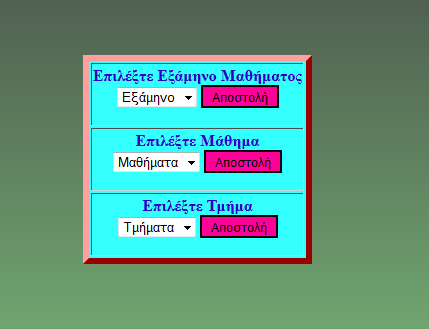 Επιλέξτε Εξάμηνο Μαθήματος
Εξάμηνο Αποστολή
Επιλέξτε Μάθημα
Μαθήματα Αποστολή
Επιλέξτε Τμήμα
Τμήματα Αποστολή